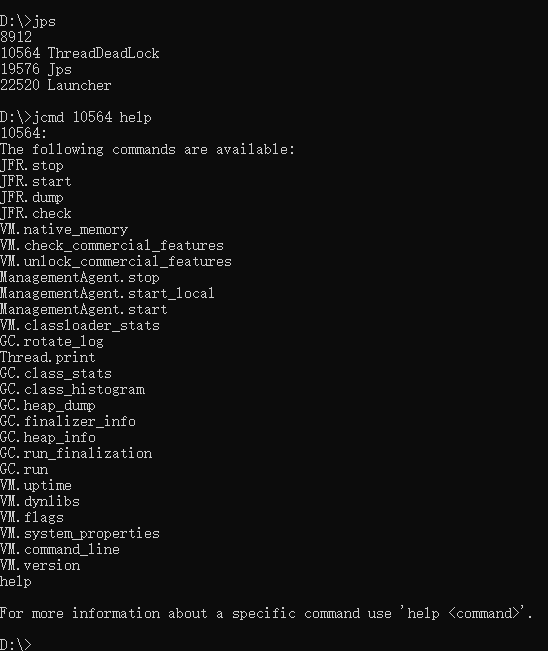 D:\>jps
8912
10564 ThreadDeadLock
19576 Jps
22520 Launcher
D:\>jcmd 10564 help
10564:
The following commands are available:
JFR.stop
JFR.start
JFR.dump
JFR.check
VM.native_memory
VM.check_commercial_features
VM.unlock_commercial_features
ManagementAgent.stop
ManagementAgent.start_local
ManagementAgent.start
VM.classloader_stats
GC.rotate_log
Thread.print
GC.class_stats
GC.class_histogram
GC.heap_dump
GC.finalizer_info
GC.heap_info
GC.run_finalization
GC.run
VM.uptime
VM.dynlibs
VM.flags
VM.system_properties
VM.command_line
VM.version
help
For more information about a specific command use 'help <command>'.
D:\>